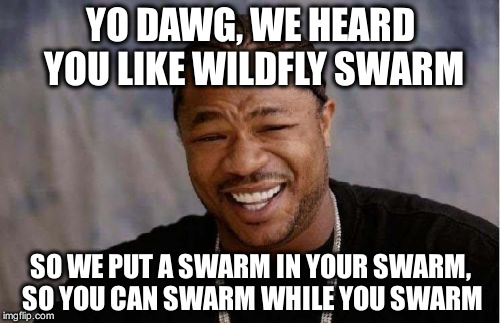 YO DAWG, WE HEARD
YOU LIKE WILDFLY SWARM
SO WE PUT A SWARM IN YOUR SWARM,
SO YOU CAN SWARM WHILE YOU SWARM
imgflip.com